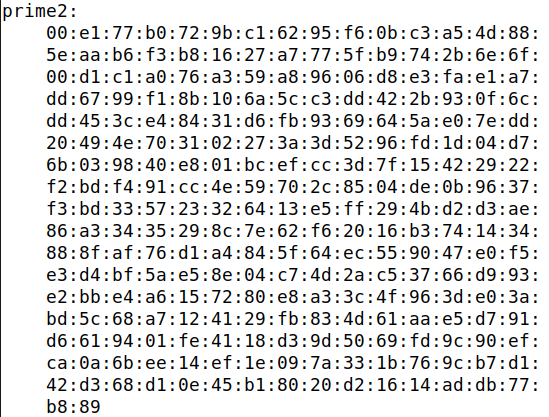 prime2:
00:e1:77:b0:72:9b:c1:62:95:f6:0b:c3:a5:4d:88:
5e:aa:b6:f3:b8:16:27:a7:77:5f:b9:74:2b:6e:6f:
00:d1:c1:a0:76:a3:59:a8:96:06:d8:e3:fa:e1:a7:
dd:67:99:f1:8b:10:6a:5c:c3:dd:42:2b:93:0f:6c:
dd:45:3c:e4:84:31:d6:fb:93:69:64:5a:e0:7e:dd:
20:49:4e:70:31:02:27:3a:3d:52:96:fd:1d:04:d7:
6b:03:98:40:e8:01:bc:ef:cc:3d:7f:15:42:29:22:
f2:bd:f4:91:cc:4e:59:70:2c:85:04:de:0b:96:37:
f3:bd:33:57:23:32:64:13:e5:ff:29:4b:d2:d3:ae:
86:a3:34:35:29:8c:7e:62:f6:20:16:b3:74:14:34:
88:8f:af:76:d1:a4:84:5f:64:ec:55:90:47:e0:f5:
e3:d4:bf:5a:e5:8e:04:c7:4d:2a:c5:37:66:d9:93:
e2:bb:e4:a6:15:72:80:e8:a3:3c:4f:96:3d:e0:3a:
bd:5c:68:a7:12:41:29:fb:83:4d:61:aa:e5:d7:91:
d6:61:94:01:fe:41:18:d3:9d:50:69:fd:9c:90:ef:
ca:0a:6b:ee:14:ef:1e:09:7a:33:1b:76:9c:b7:d1:
42:d3:68:d1:0e:45:b1:80:20:d2:16:14:ad:db:77:
b8:89